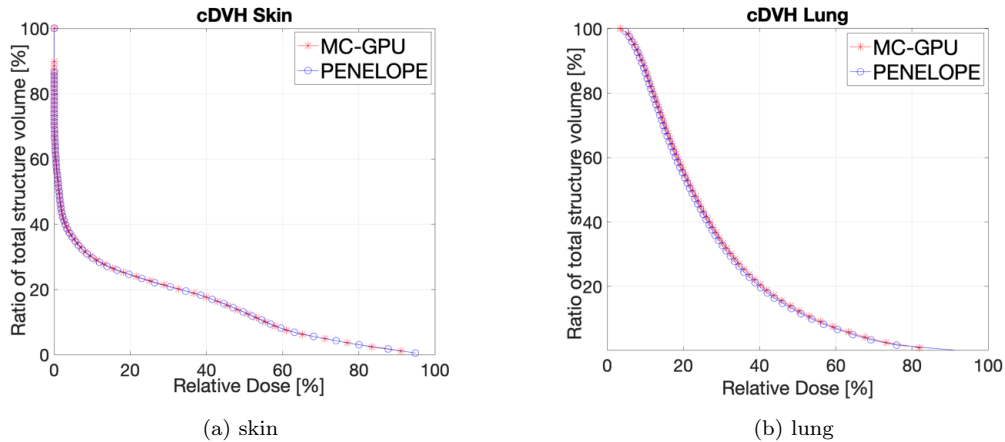 cDVH Skin
Ratio of total structure volume [%]
100
80
60
40
20
0
MC-GPU
PENELOPE
0 20 40 60 80 100
Relative Dose [%]
(a) skin
cDVH Lung
Ratio of total structure volume [%]
100
80
60
40
20
MC-GPU
PENELOPE
0 20 40 60 80 100
Relative Dose [%]
(b) lung